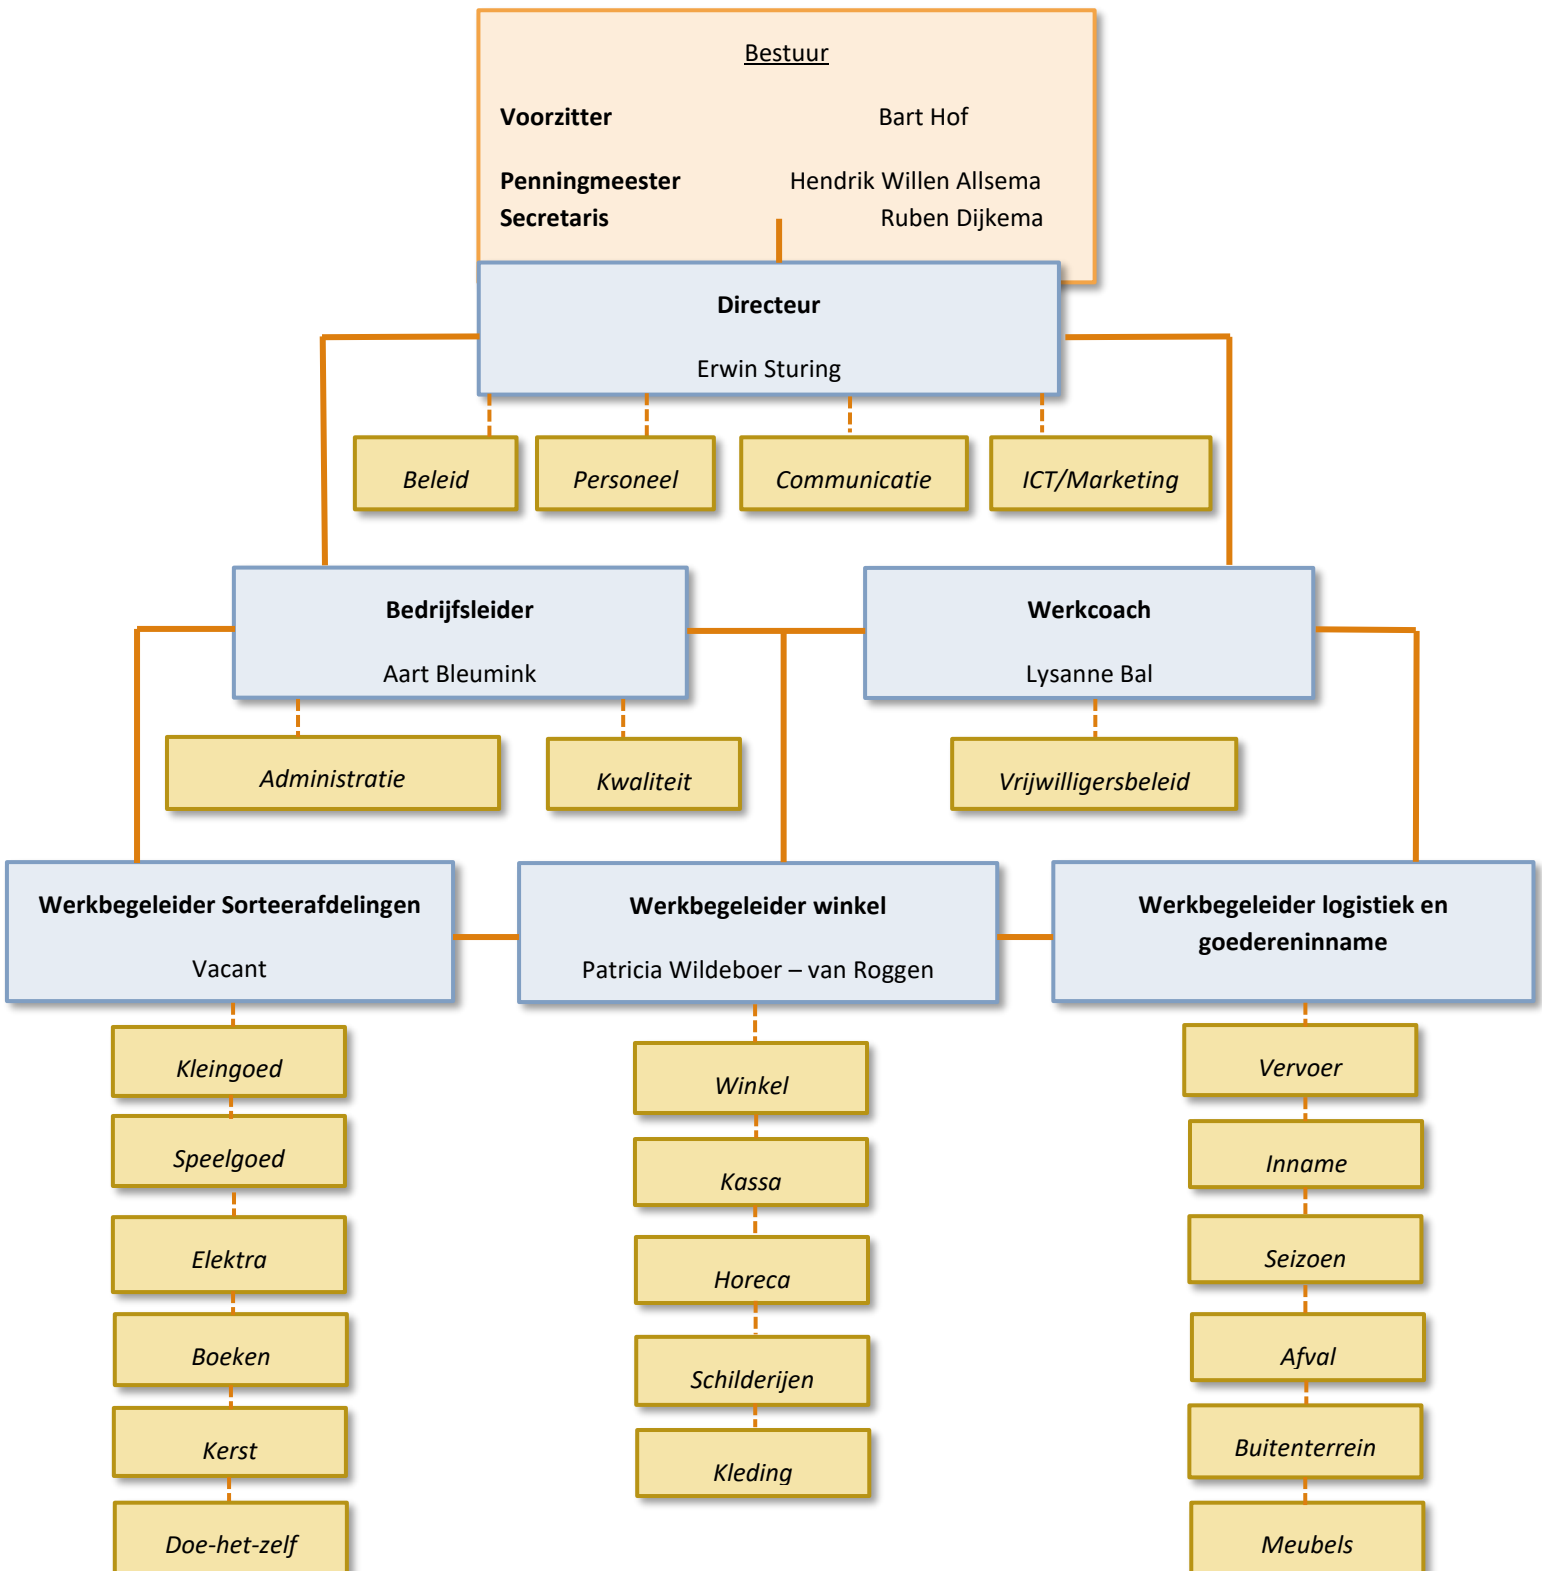 Bestuur
Voorzitter Bart Hof
Penningmeester Hendrik Willen Allsema
Secretaris Ruben Dijkema
Directeur
Erwin Sturing
Beleid Personeel Communicatie ICT/Marketing
Bedrijfsleider
Aart Bleumink
Werkcoach
Lysanne Bal
Administratie Kwaliteit Vrijwilligersbeleid
Werkbegeleider Sorteerafdelingen
Vacant
Werkbegeleider winkel
Patricia Wildeboer – van Roggen
Werkbegeleider logistiek en
goedereninname
Kleingoed
Speelgoed
Elektra
Boeken
Kerst
Doe-het-zelf
Winkel
Kassa
Horeca
Schilderijen
Kleding
Vervoer
Inname
Seizoen
Afval
Buitenterrein
Meubels